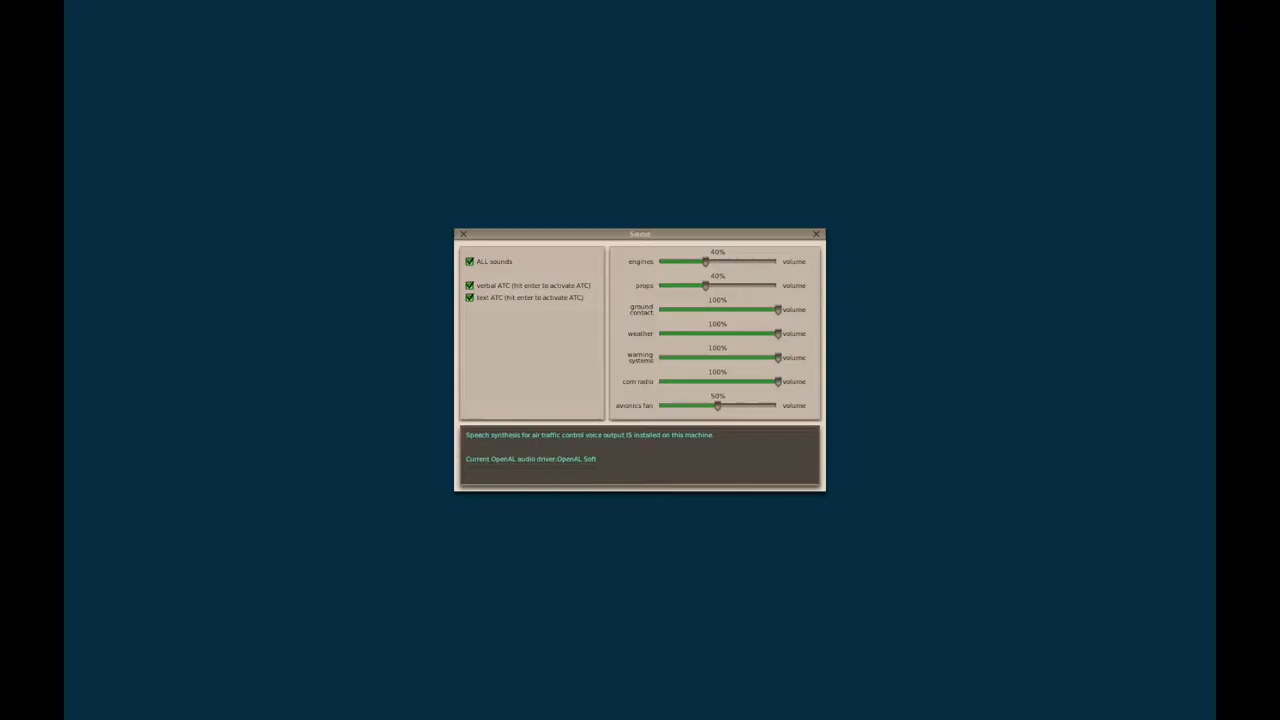 Sound
ALL sounds
verbal ATC (hit enter to activate ATC)
text ATC (hit enter to activate ATC)
40%
engines volume
40%
props volume
100%
ground
contact volume
100%
weather volume
100%
warning
systems volume
100%
com radio volume
50%
avionics fan volume
Speech synthesis for air traffic control voice output IS installed on this machine.
Current OpenAL audio driver:OpenAL Soft